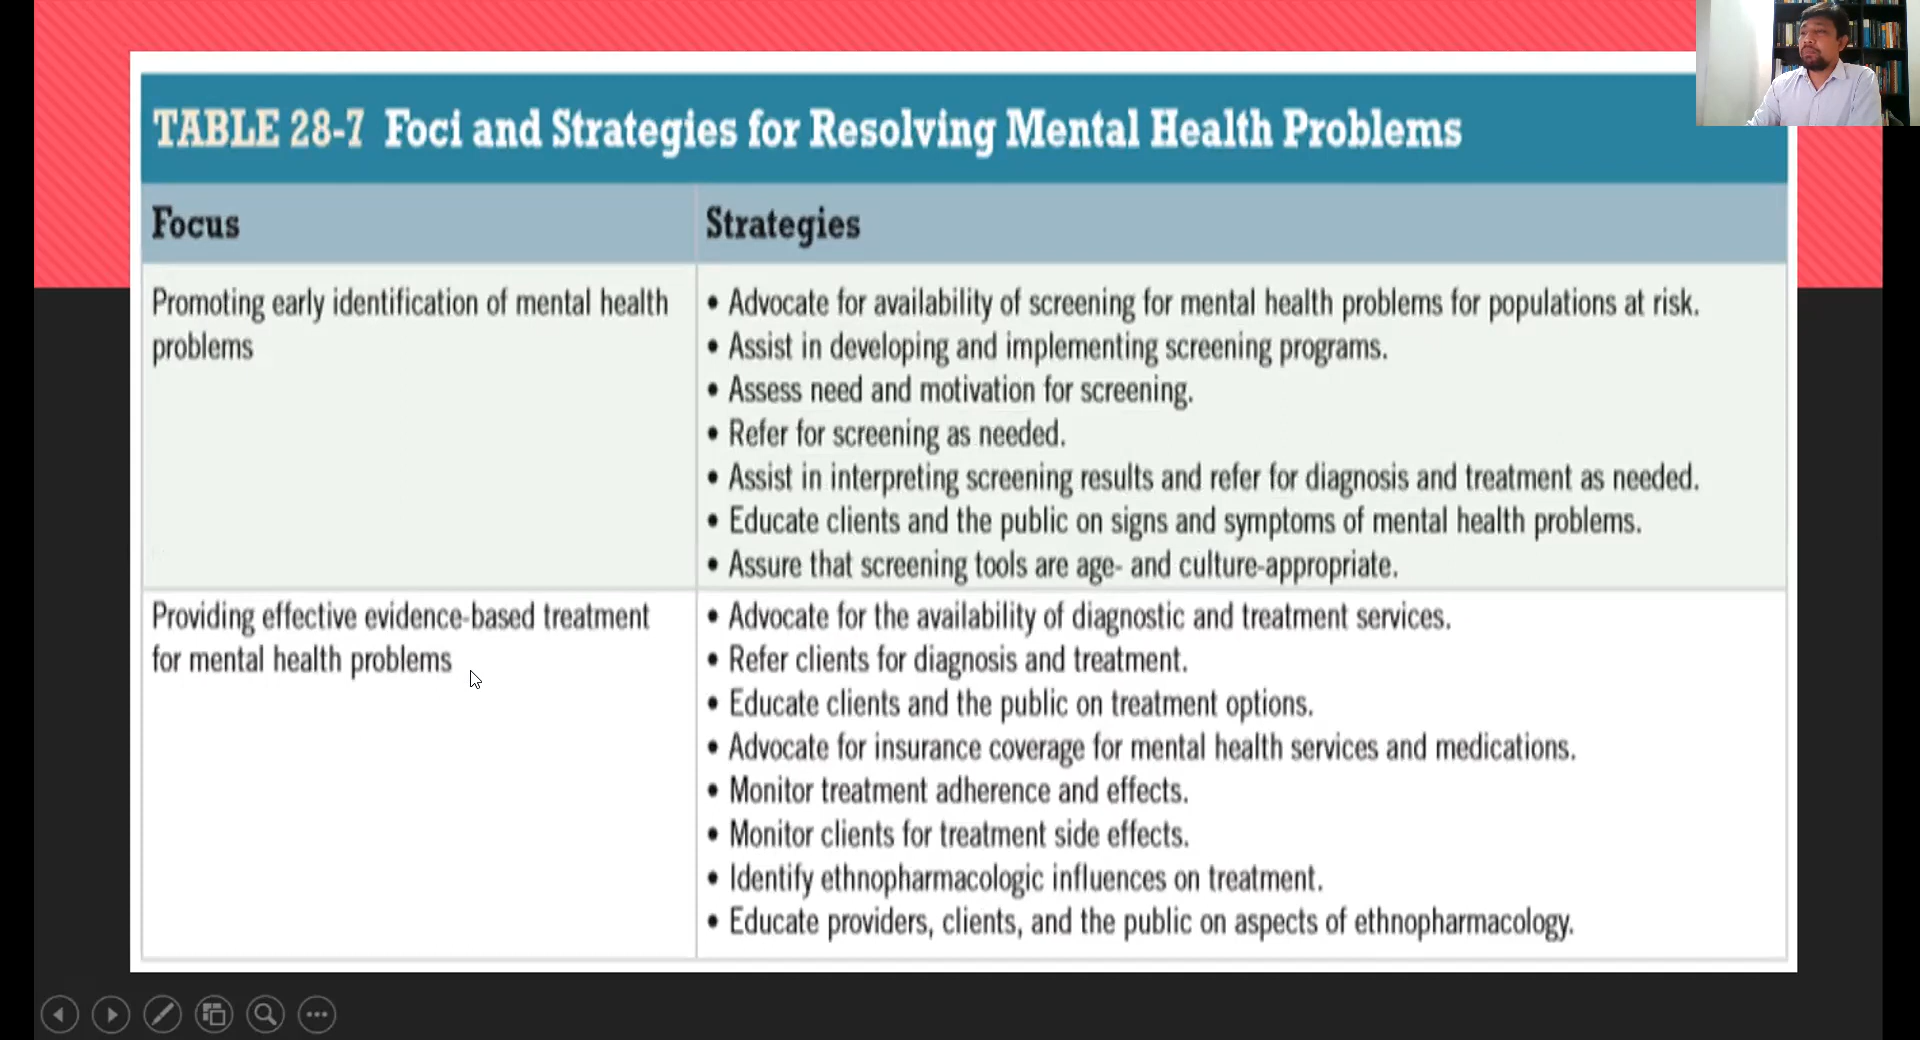 TABLE 28-7 Foci and Strategies for Resolving Mental Health Problems
Focus
Strategies
Promoting early identification of mental health
problems
• Advocate for availability of screening for mental health problems for populations at risk.
• Assist in developing and implementing screening programs.
• Assess need and motivation for screening.
• Refer for screening as needed.
• Assist in interpreting screening results and refer for diagnosis and treatment as needed.
• Educate clients and the public on signs and symptoms of mental health problems.
• Assure that screening tools are age- and culture-appropriate.
Providing effective evidence-based treatment
for mental health problems
• Advocate for the availability of diagnostic and treatment services.
• Refer clients for diagnosis and treatment.
• Educate clients and the public on treatment options.
• Advocate for insurance coverage for mental health services and medications.
• Monitor treatment adherence and effects.
• Monitor clients for treatment side effects.
• Identify ethnopharmacologic influences on treatment.
• Educate providers, clients, and the public on aspects of ethnopharmacology.